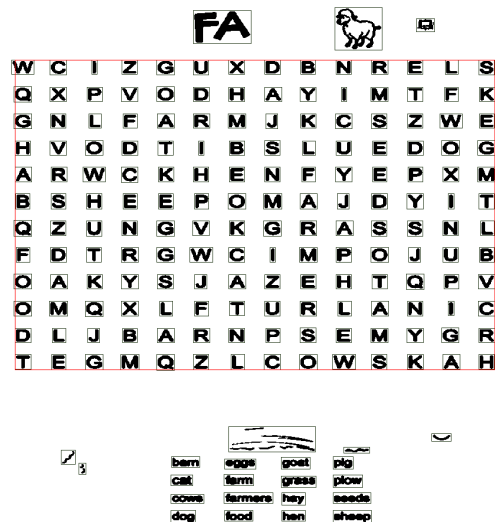 FA
W C I Z G U X D B N R E L S
Q X P V O D H A Y I M T F K
G N L F A R M J K C S Z W E
H V O D T I B S L U E D O G
A R W C K H E N F Y E P X M
B S H E E P O M A J D Y I T
Q Z U N G V K G R A S S N L
F D T R G W C I M P O J U B
O A K Y S J A Z E H T Q P V
O M Q X L F T U R L A N I C
D L J B A R N P S E M Y G R
T E G M Q Z L C O W S K A H
barn eggs goat pig
cat farm grass plow
cows farmers hay seeds
dog food hen sheep